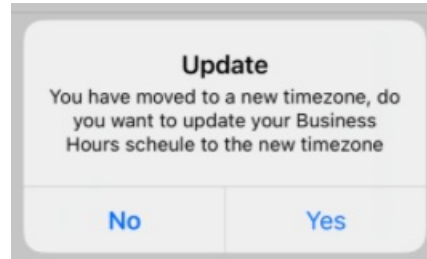 Update
You have moved to a new timezone, do
you want to update your Business
Hours scheule to the new timezone
No
Yes